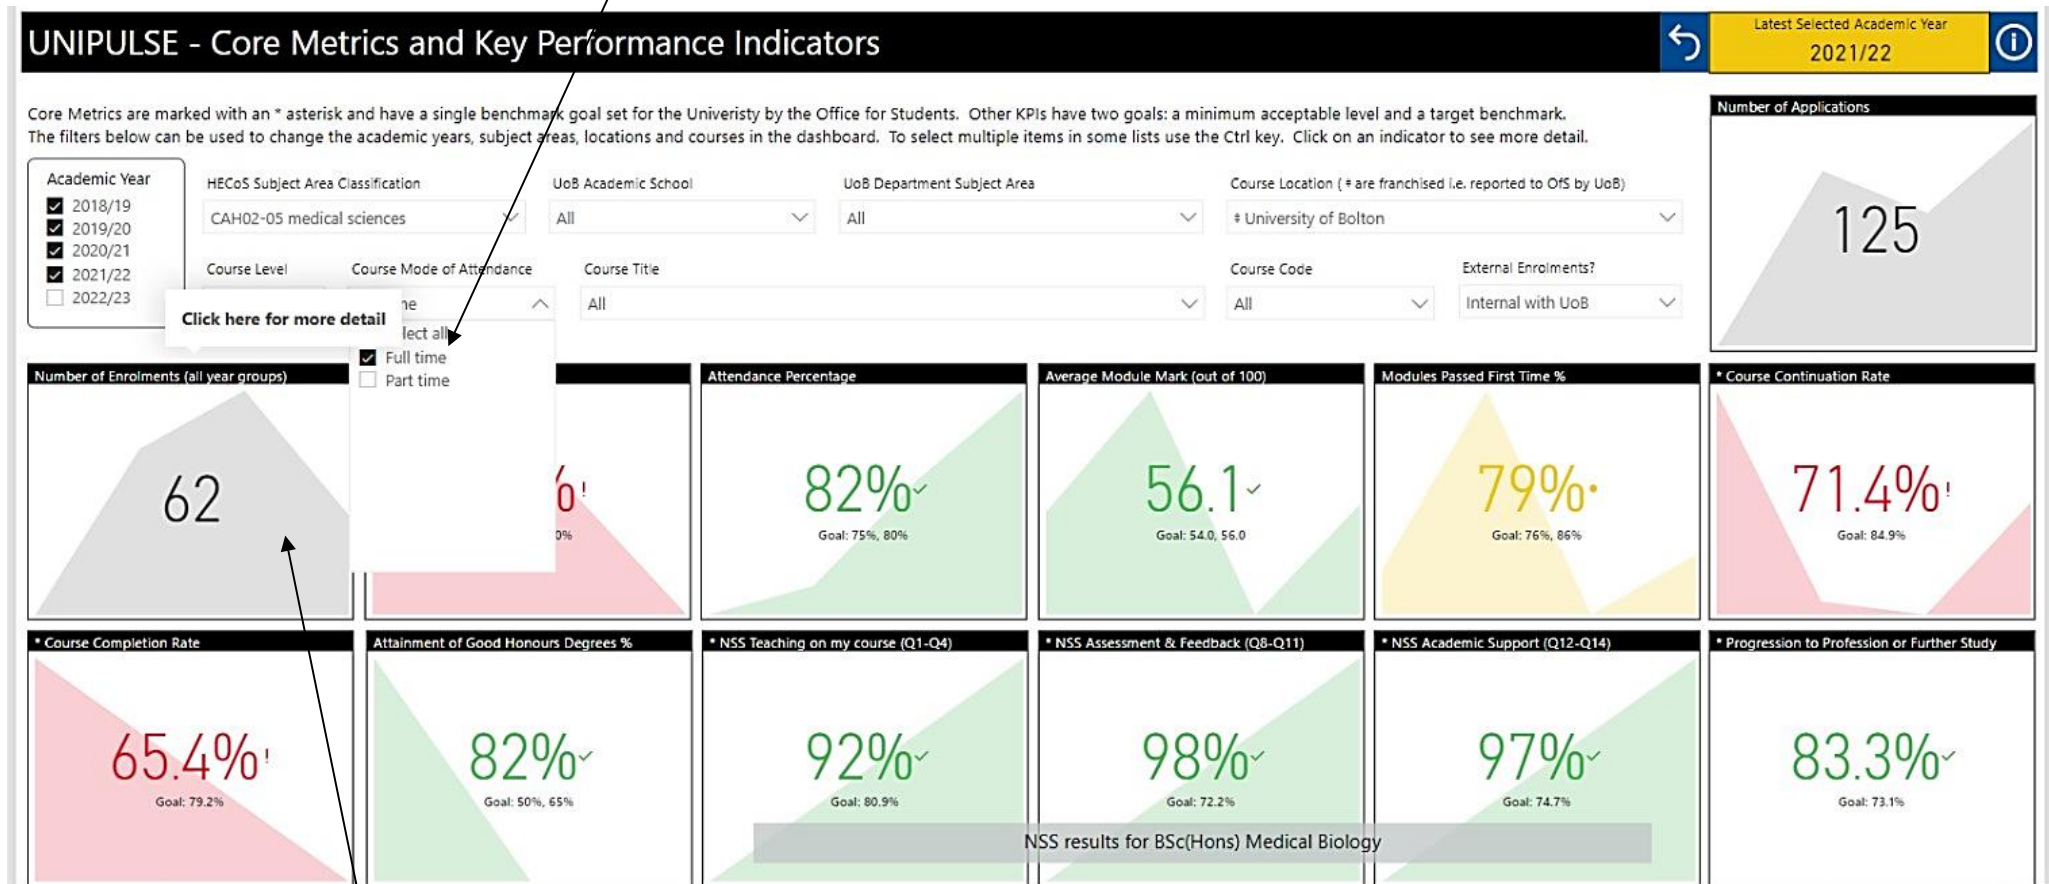 UNIPULSE - Core Metrics and Key Performance Indicators
Latest Selected Academic Year
2021/22
Core Metrics are marked with an * asterisk and have a single benchmark goal set for the Univeristy by the Office for Students. Other KPIs have two goals: a minimum acceptable level and a target benchmark.
The filters below can be used to change the academic years, subject areas, locations and courses in the dashboard. To select multiple items in some lists use the Ctrl key. Click on an indicator to see more detail.
Number of Applications
125
Academic Year
2018/19
2019/20
2020/21
2021/22
2022/23
HECoS Subject Area Classification
CAH02-05 medical sciences
UoB Academic School
All
UoB Department Subject Area
All
Course Location ( ‡ are franchised i.e. reported to OfS by UoB)
‡ University of Bolton
Course Level
Course Mode of Attendance
Course Title
All
Course Code
All
External Enrolments?
Internal with UoB
Click here for more detail
Full time
Part time
Number of Enrolments (all year groups)
62
Attendance Percentage
82%
Goal: 75%, 80%
Average Module Mark (out of 100)
56.1
Goal: 54.0, 56.0
Modules Passed First Time %
79%
Goal: 76%, 86%
* Course Continuation Rate
71.4%!
Goal: 84.9%
* Course Completion Rate
65.4%!
Goal: 79.2%
Attainment of Good Honours Degrees %
82%
Goal: 50%, 65%
* NSS Teaching on my course (Q1-Q4)
92%
Goal: 80.9%
* NSS Assessment & Feedback (Q8-Q11)
98%
Goal: 72.2%
* NSS Academic Support (Q12-Q14)
97%
Goal: 74.7%
* Progression to Profession or Further Study
83.3%
Goal: 73.1%
NSS results for BSc(Hons) Medical Biology